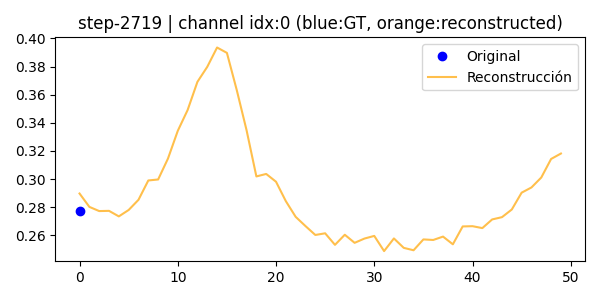 step-2719 | channel idx:0 (blue:GT, orange:reconstructed)
0.40
0.38
0.36
0.34
0.32
0.30
0.28
0.26
Original
Reconstrucción
0 10 20 30 40 50